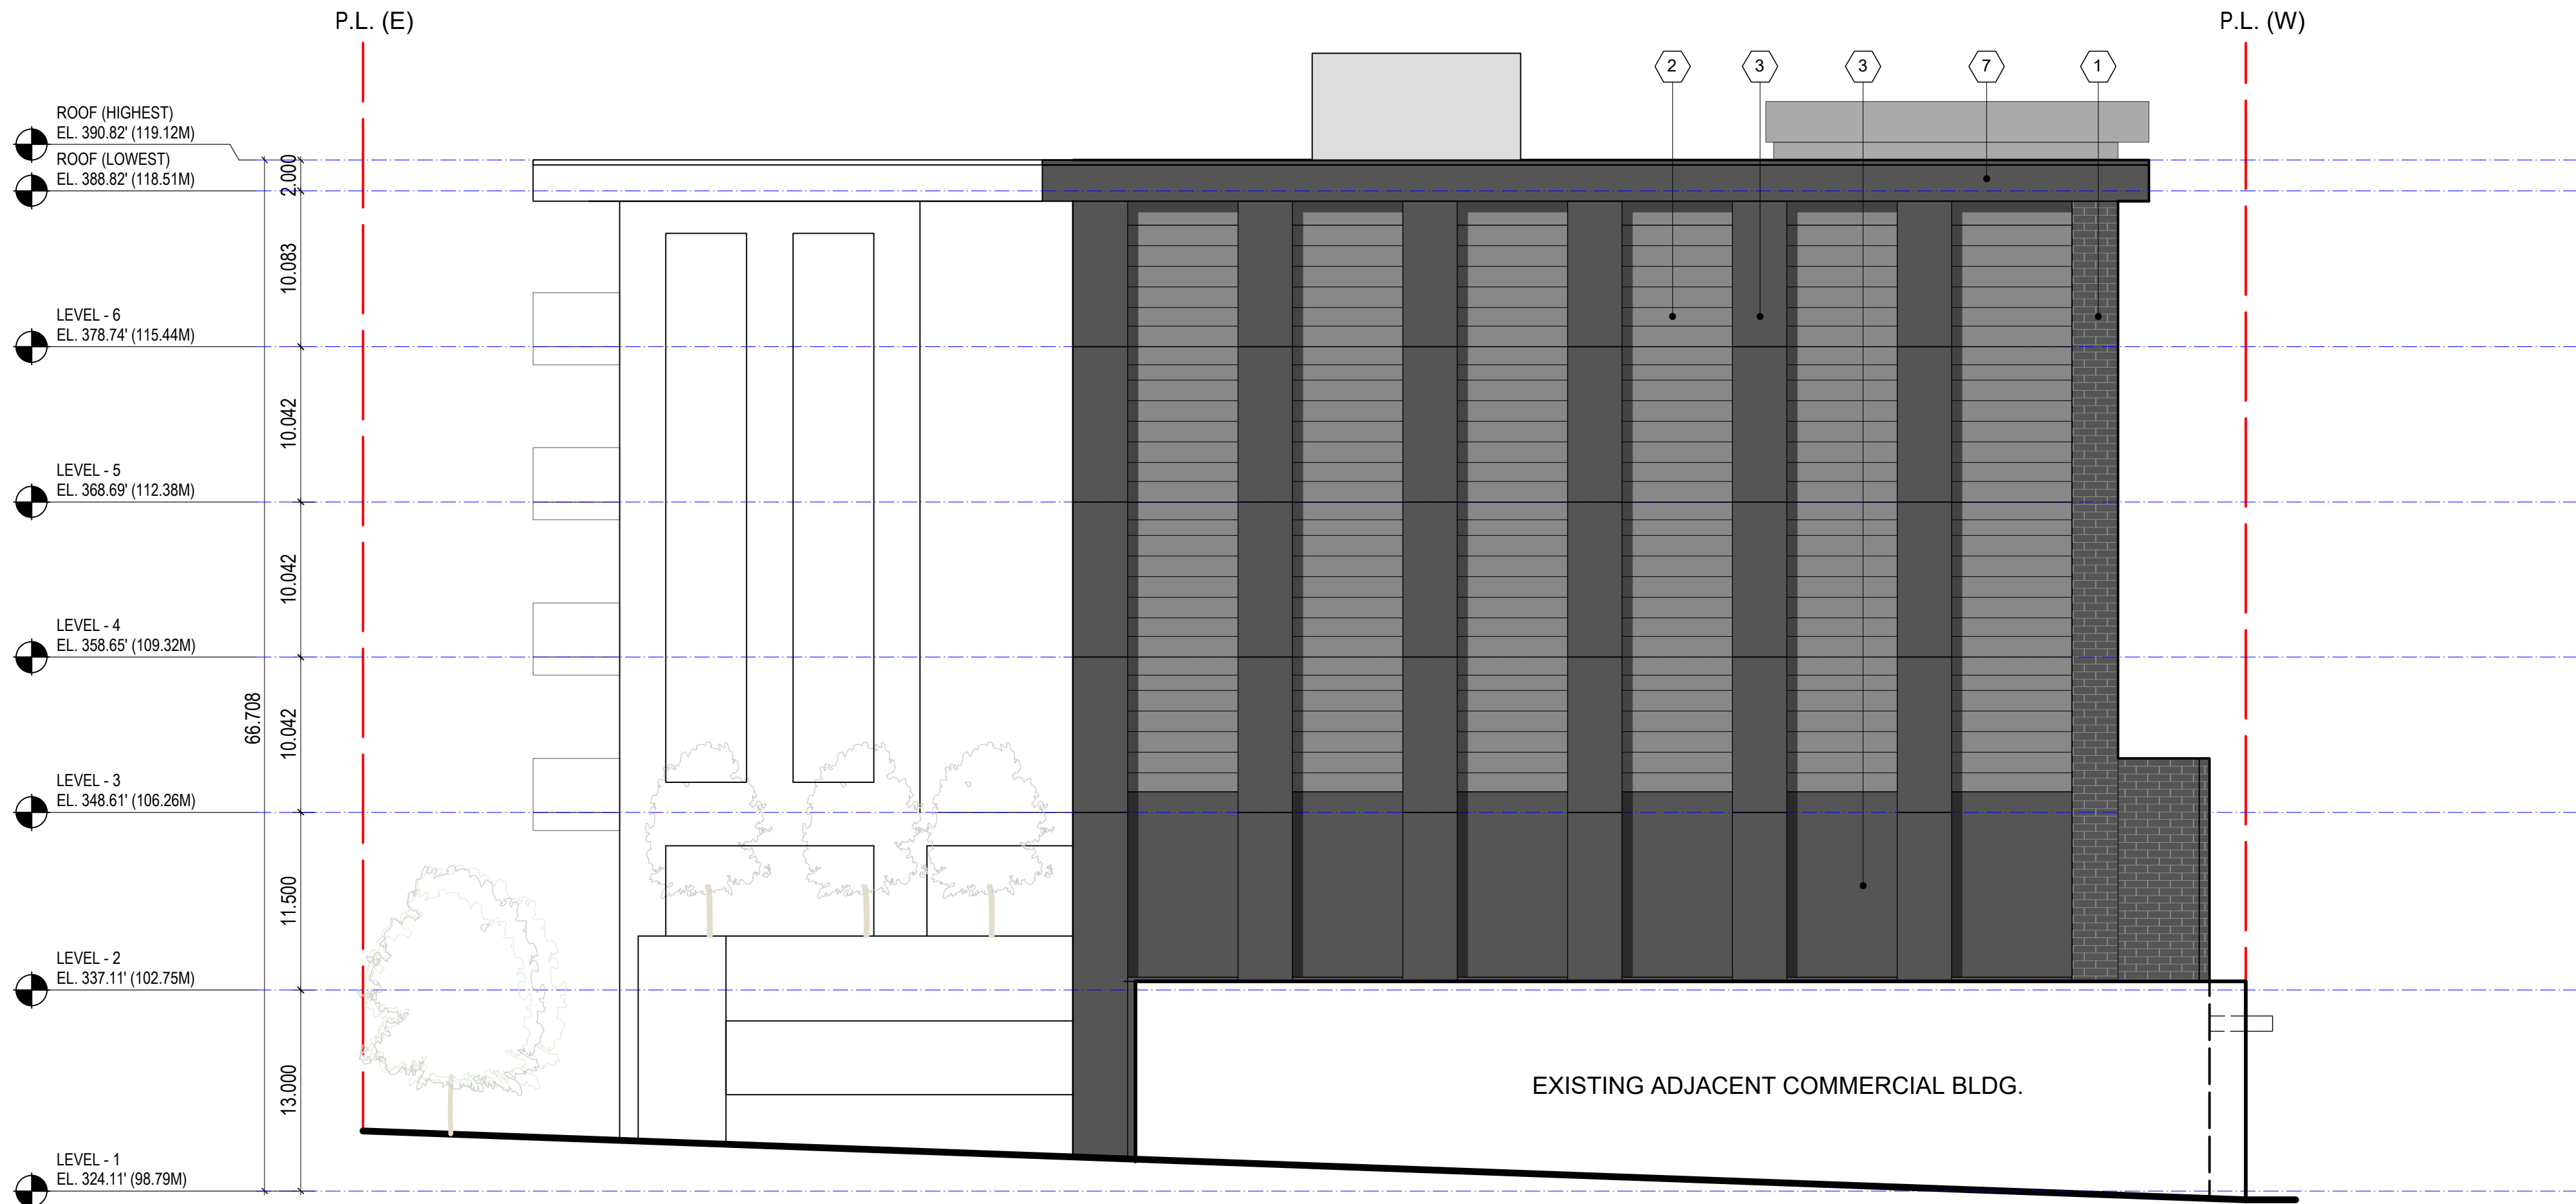 P.L. (E)
P.L. (W)
2
3
3
7
1
ROOF (HIGHEST)
EL. 390.82' (119.12M)
ROOF (LOWEST)
EL. 388.82' (118.51M)
2.000
10.083
LEVEL - 6
EL. 378.74' (115.44M)
10.042
LEVEL - 5
EL. 368.69' (112.38M)
10.042
LEVEL - 4
EL. 358.65' (109.32M)
66.708
10.042
LEVEL - 3
EL. 348.61' (106.26M)
11.500
LEVEL - 2
EL. 337.11' (102.75M)
13.000
EXISTING ADJACENT COMMERCIAL BLDG.
LEVEL - 1
EL. 324.11' (98.79M)